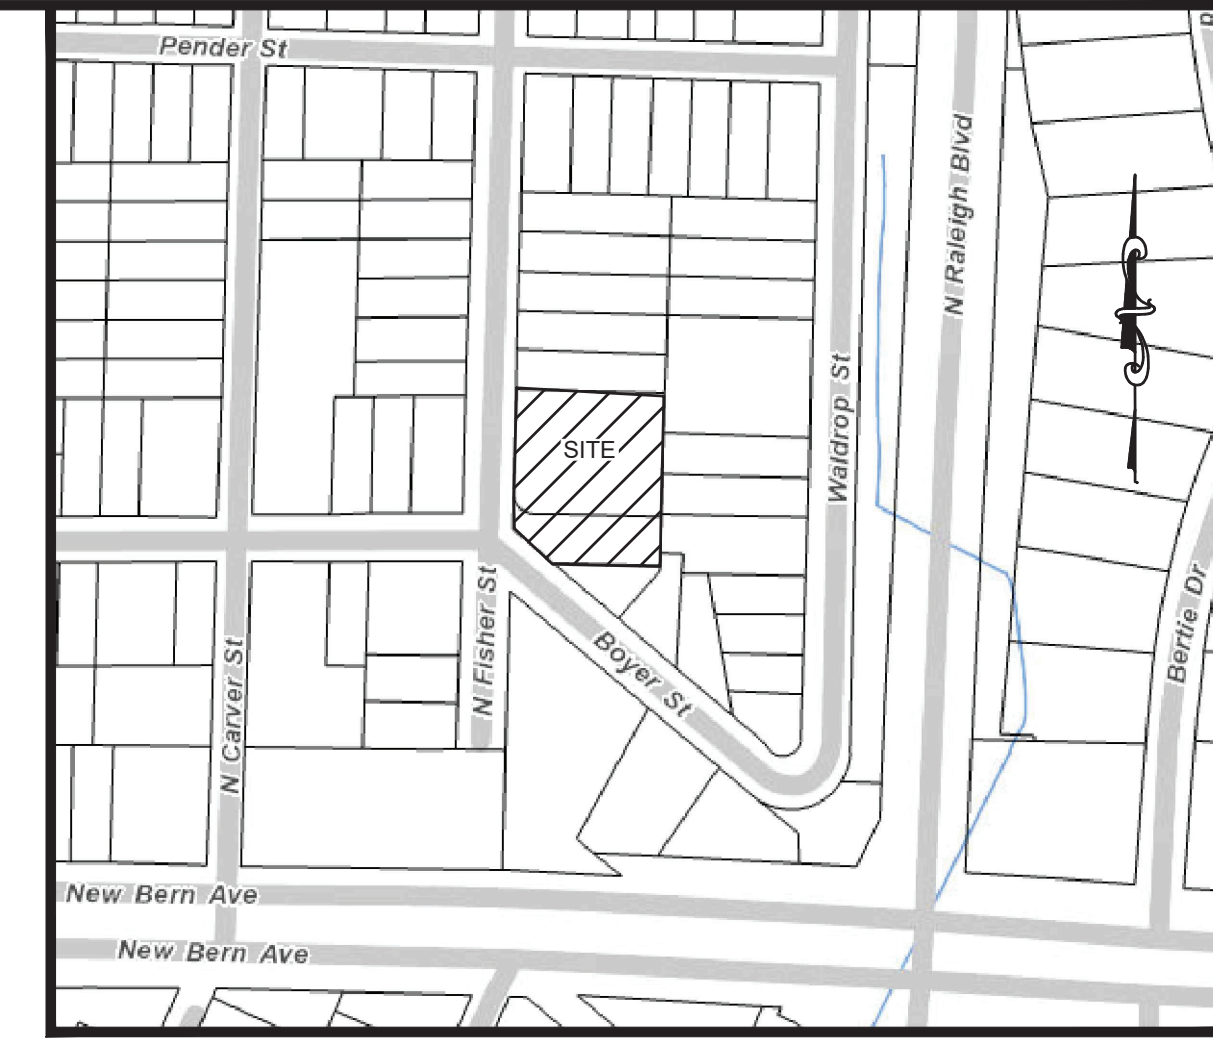 Pender St
N Raleigh Blvd
Waldrop St
SITE
N Fisher St
Boyer St
Bertie Dr
N Carver St
New Bern Ave
New Bern Ave